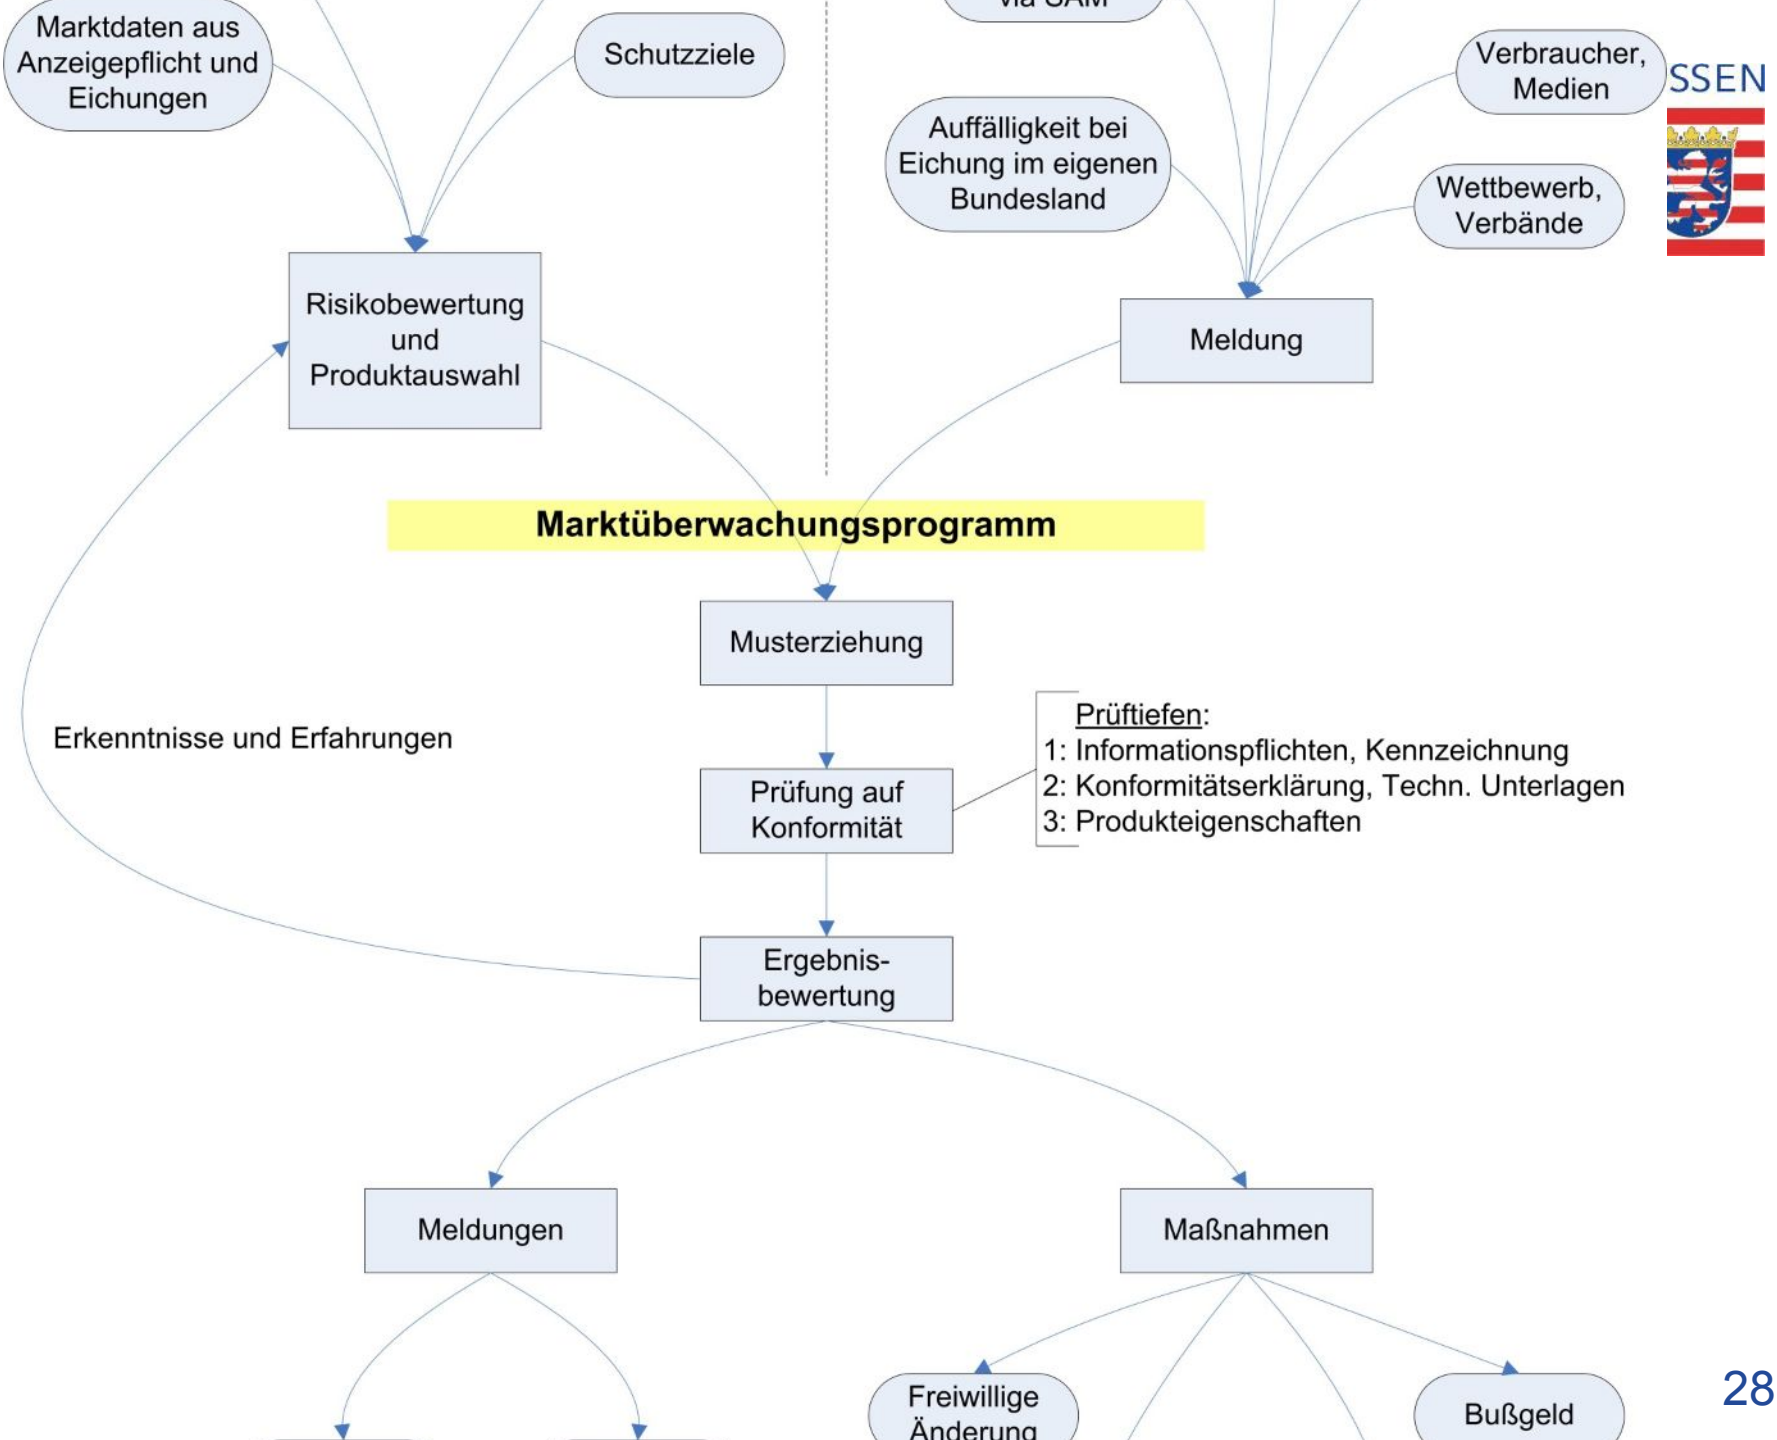 via SAM
Marktdaten aus
Anzeigepflicht und
Eichungen
Schutzziele
Verbraucher,
Medien
SSEN
Auffälligkeit bei
Eichung im eigenen
Bundesland
Wettbewerb,
Verbände
Risikobewertung
und
Produktauswahl
Meldung
Marktüberwachungsprogramm
Musterziehung
Erkenntnisse und Erfahrungen
Prüftiefen:
1: Informationspflichten, Kennzeichnung
2: Konformitätserklärung, Techn. Unterlagen
3: Produkteigenschaften
Prüfung auf
Konformität
Ergebnis-
bewertung
Meldungen
Maßnahmen
Freiwillige
Änderung
Bußgeld
28